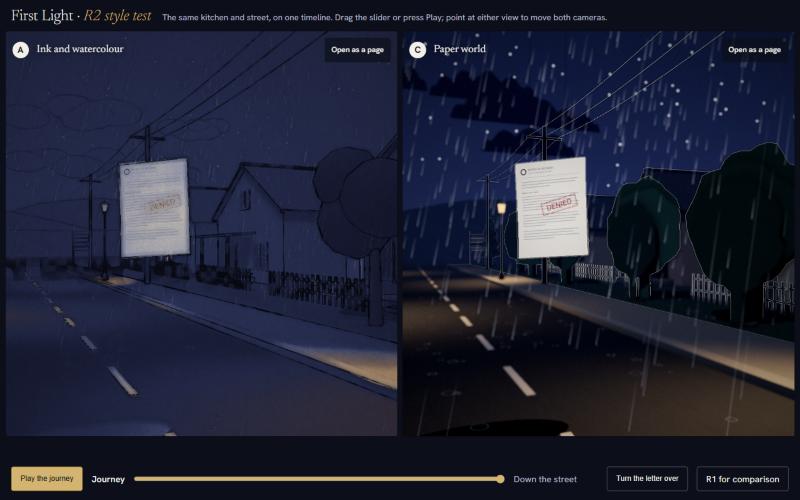 First Light · R2 style test The same kitchen and street, on one timeline. Drag the slider or press Play; point at either view to move both cameras.
A Ink and watercolour Open as a page
C Paper world Open as a page
DENIED
DENIED
Play the journey Journey Down the street Turn the letter over R1 for comparison